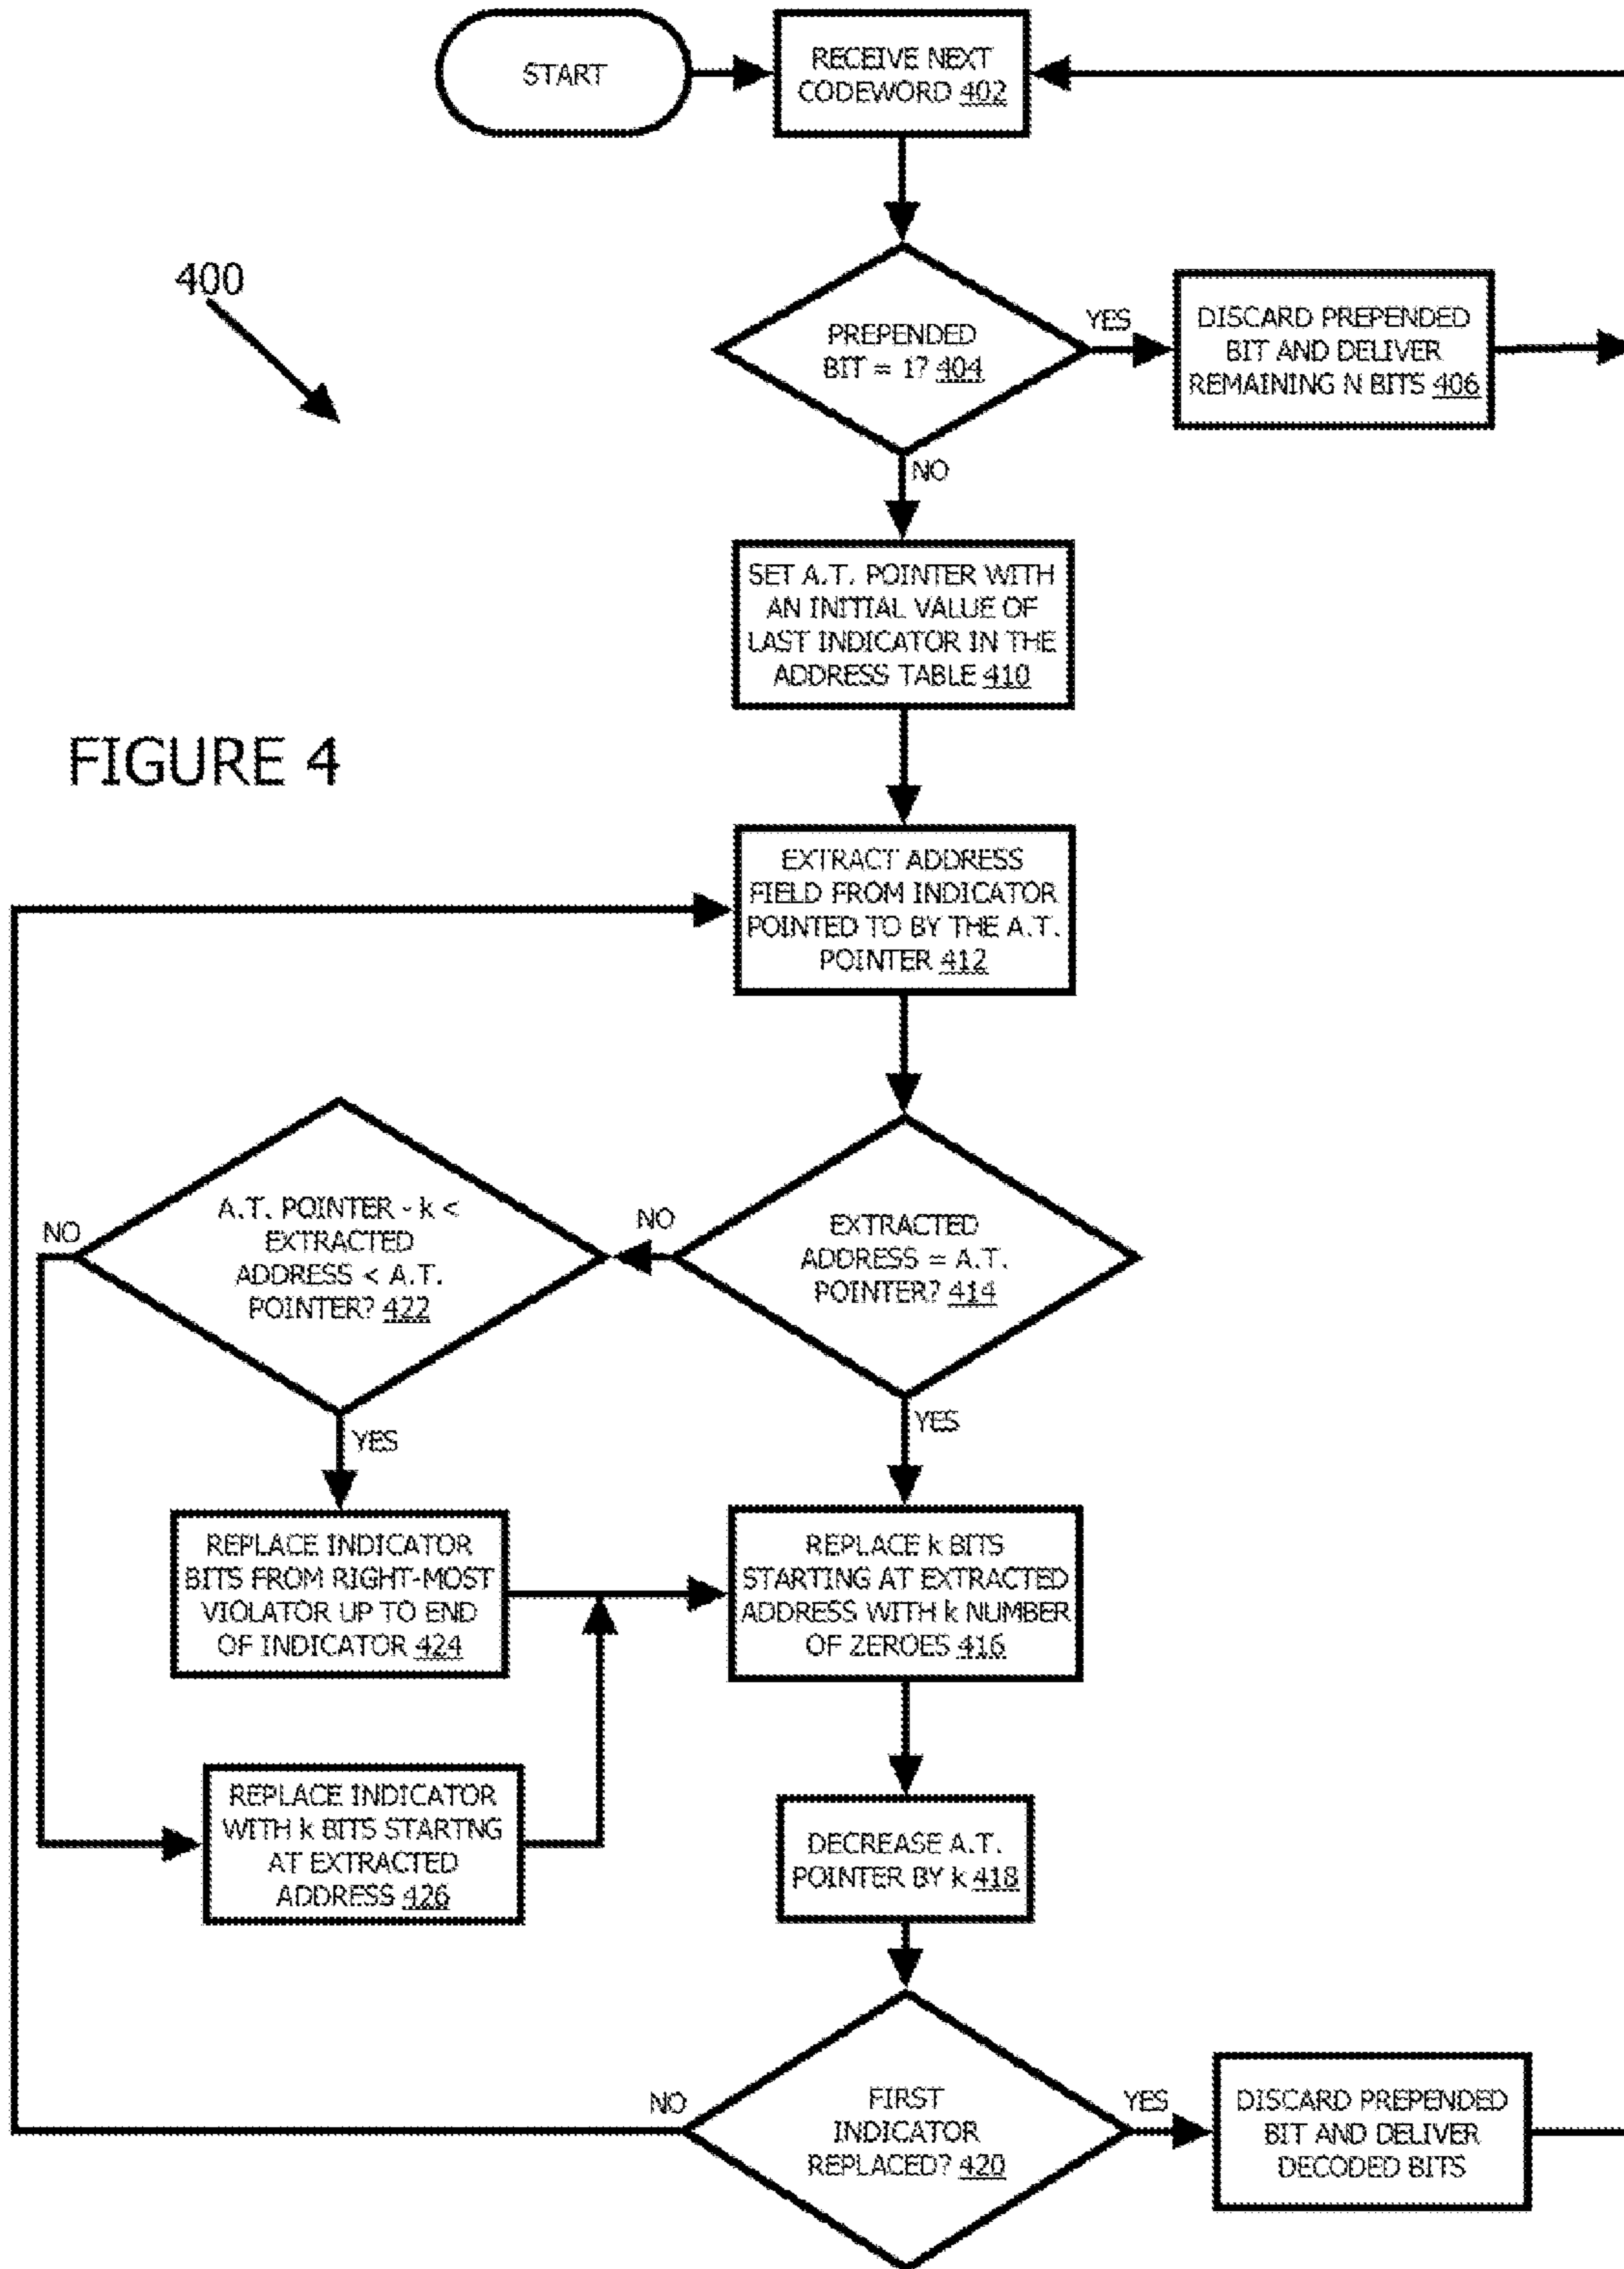 START
RECEIVE NEXT
CODEWORD 402
400
PREPENDED
BIT = 1? 404
YES
DISCARD PREPENDED
BIT AND DELIVER
REMAINING N BITS 406
NO
SET A.T. POINTER WITH
AN INITIAL VALUE OF
LAST INDICATOR IN THE
ADDRESS TABLE 410
FIGURE 4
EXTRACT ADDRESS
FIELD FROM INDICATOR
POINTED TO BY THE A.T.
POINTER 412
A.T. POINTER - k <
EXTRACTED
ADDRESS < A.T.
POINTER? 422
NO
NO
EXTRACTED
ADDRESS = A.T.
POINTER? 414
YES
YES
REPLACE INDICATOR
BITS FROM RIGHT-MOST
VIOLATOR UP TO END
OF INDICATOR 424
REPLACE k BITS
STARTING AT EXTRACTED
ADDRESS WITH k NUMBER
OF ZEROES 416
REPLACE INDICATOR
WITH k BITS STARTNG
AT EXTRACTED
ADDRESS 426
DECREASE A.T.
POINTER BY k 418
NO
FIRST
INDICATOR
REPLACED? 420
YES
DISCARD PREPENDED
BIT AND DELIVER
DECODED BITS